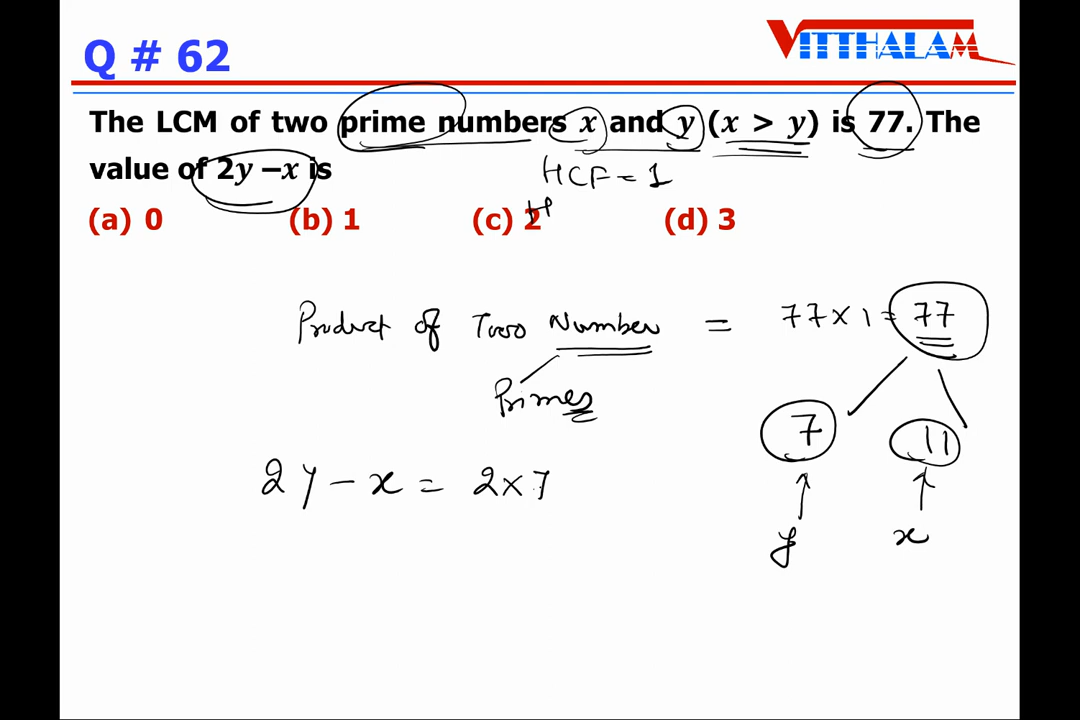 Q # 62
VITTHALAM
The LCM of two prime numbers x and y (x > y) is 77. The
value of 2y −x is
HCF = 1
(a) 0 (b) 1 (c) 2 (d) 3
Product of Two Number = 77 × 1 = 77
Primes
7 11
2y − x = 2 × 7
y x